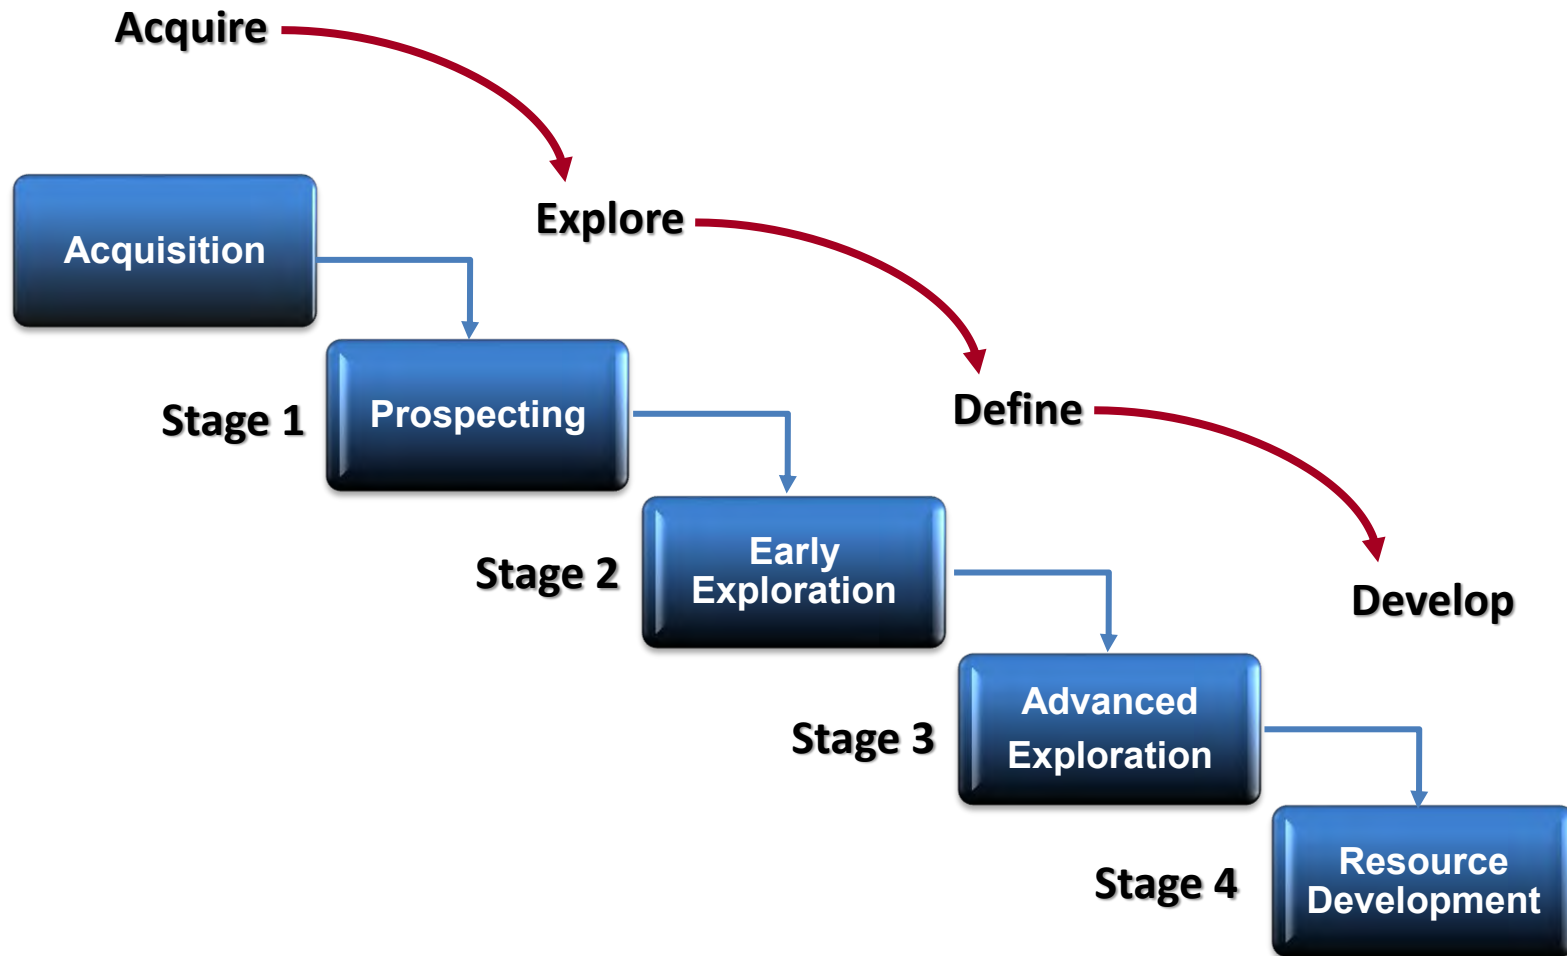 Acquire
Acquisition
Explore
Stage 1
Prospecting
Define
Stage 2
Early
Exploration
Develop
Stage 3
Advanced
Exploration
Stage 4
Resource
Development